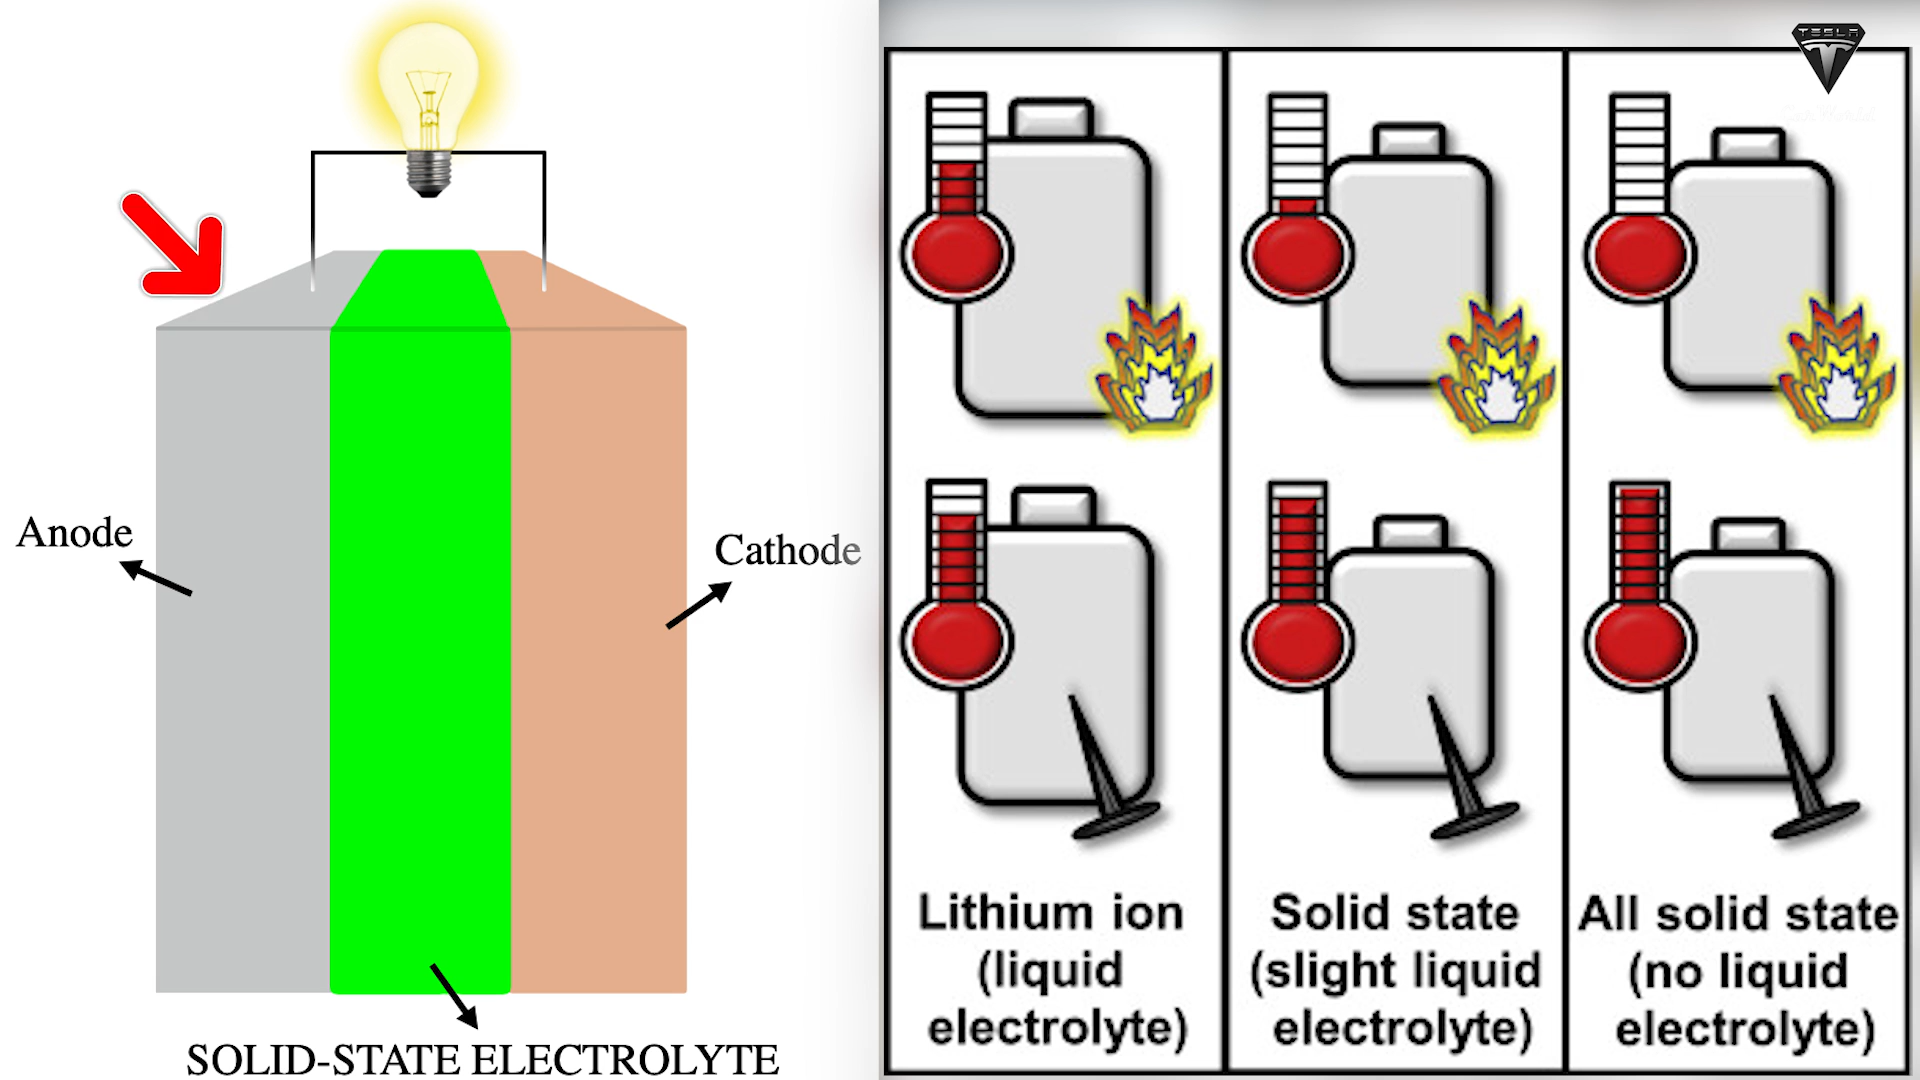 TESLA
Anode
Cathode
SOLID-STATE ELECTROLYTE
Lithium ion
(liquid
electrolyte)
Solid state
(slight liquid
electrolyte)
All solid state
(no liquid
electrolyte)